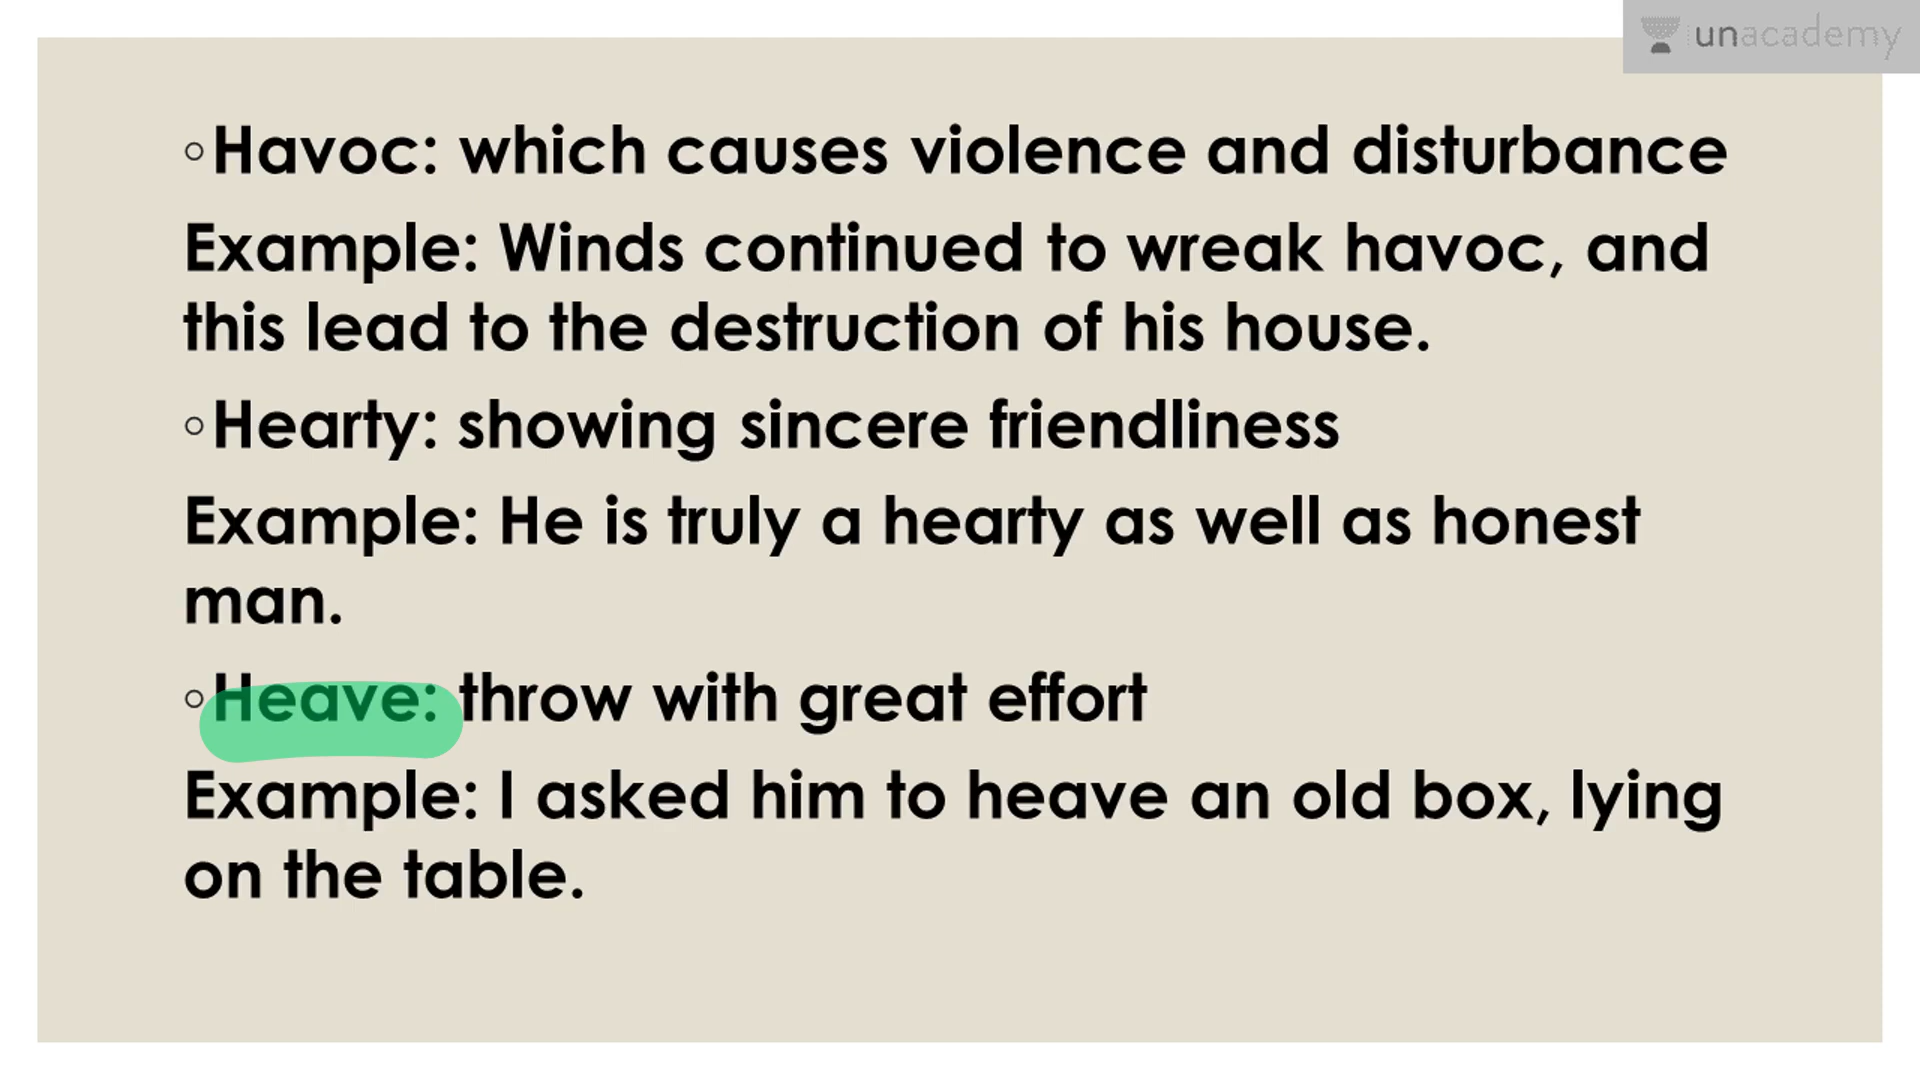 unacademy
◦Havoc: which causes violence and disturbance
Example: Winds continued to wreak havoc, and
this lead to the destruction of his house.
◦Hearty: showing sincere friendliness
Example: He is truly a hearty as well as honest
man.
◦Heave: throw with great effort
Example: I asked him to heave an old box, lying
on the table.